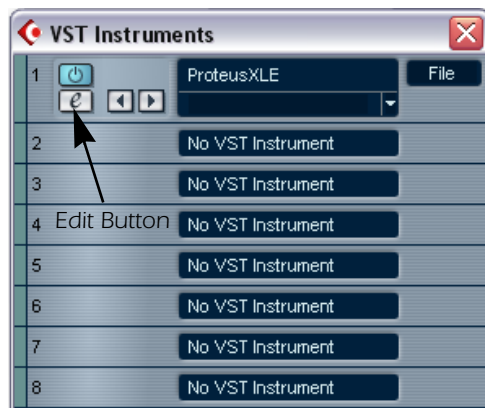 VST Instruments
1 ProteusXLE File
e
2 No VST Instrument
3 No VST Instrument
4 Edit Button No VST Instrument
5 No VST Instrument
6 No VST Instrument
7 No VST Instrument
8 No VST Instrument